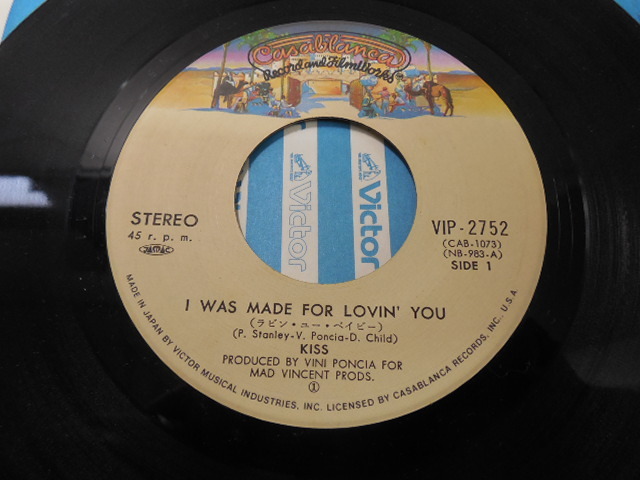 Casablanca
Record and FilmWorks
Victor
Victor
STEREO
45 r.p.m.
JASRAC
VIP-2752
(CAB-1073)
(NB-983-A)
SIDE 1
I WAS MADE FOR LOVIN' YOU
(ラビン・ユー・ベイビー)
(P. Stanley-V. Poncia-D. Child)
KISS
PRODUCED BY VINI PONCIA FOR
MAD VINCENT PRODS.
①
MADE IN JAPAN BY VICTOR MUSICAL INDUSTRIES, INC. LICENSED BY CASABLANCA RECORDS, INC., U.S.A.